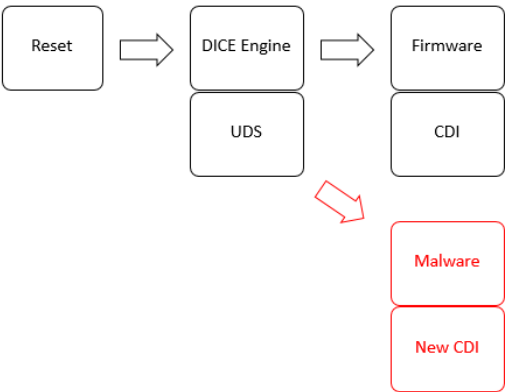 Reset
DICE Engine
Firmware
UDS
CDI
Malware
New CDI